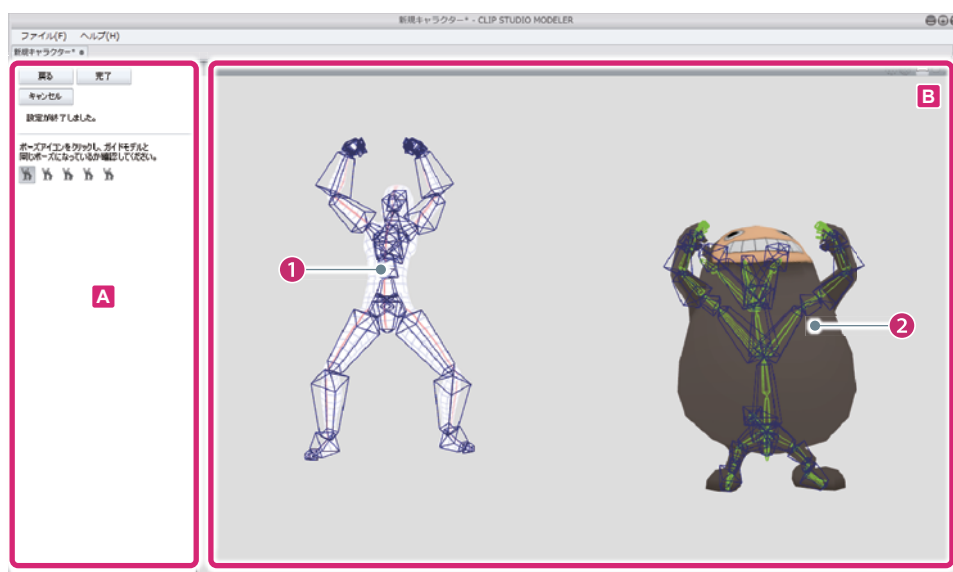 新規キャラクター* - CLIP STUDIO MODELER
ファイル(F) ヘルプ(H)
新規キャラクター*
戻る 完了
キャンセル
設定が終了しました。
ポーズアイコンをクリックし、ガイドモデルと
同じポーズになっているか確認してください。
A
B
1
2